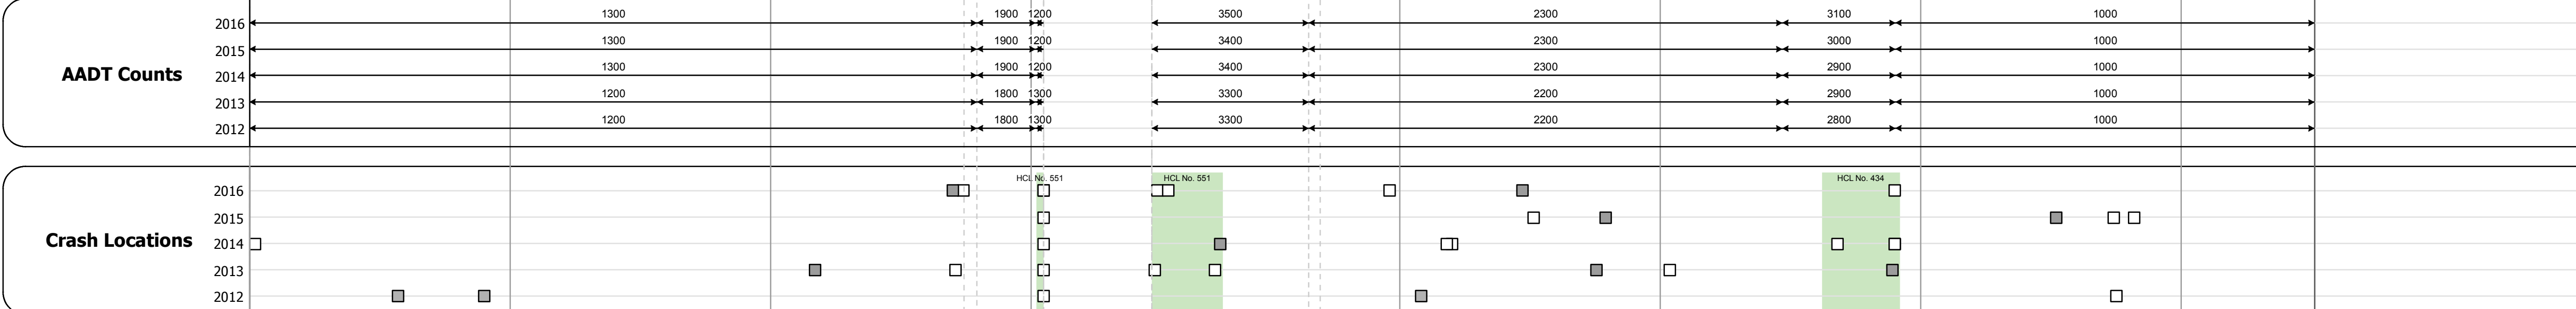 2016 1300 1900 1200 3500 2300 3100 1000
2015 1300 1900 1200 3400 2300 3000 1000
AADT Counts
2014 1300 1900 1200 3400 2300 2900 1000
2013 1200 1800 1300 3300 2200 2900 1000
2012 1200 1800 1300 3300 2200 2800 1000
HCL No. 551 HCL No. 551 HCL No. 434
2016
2015
Crash Locations
2014
2013
2012